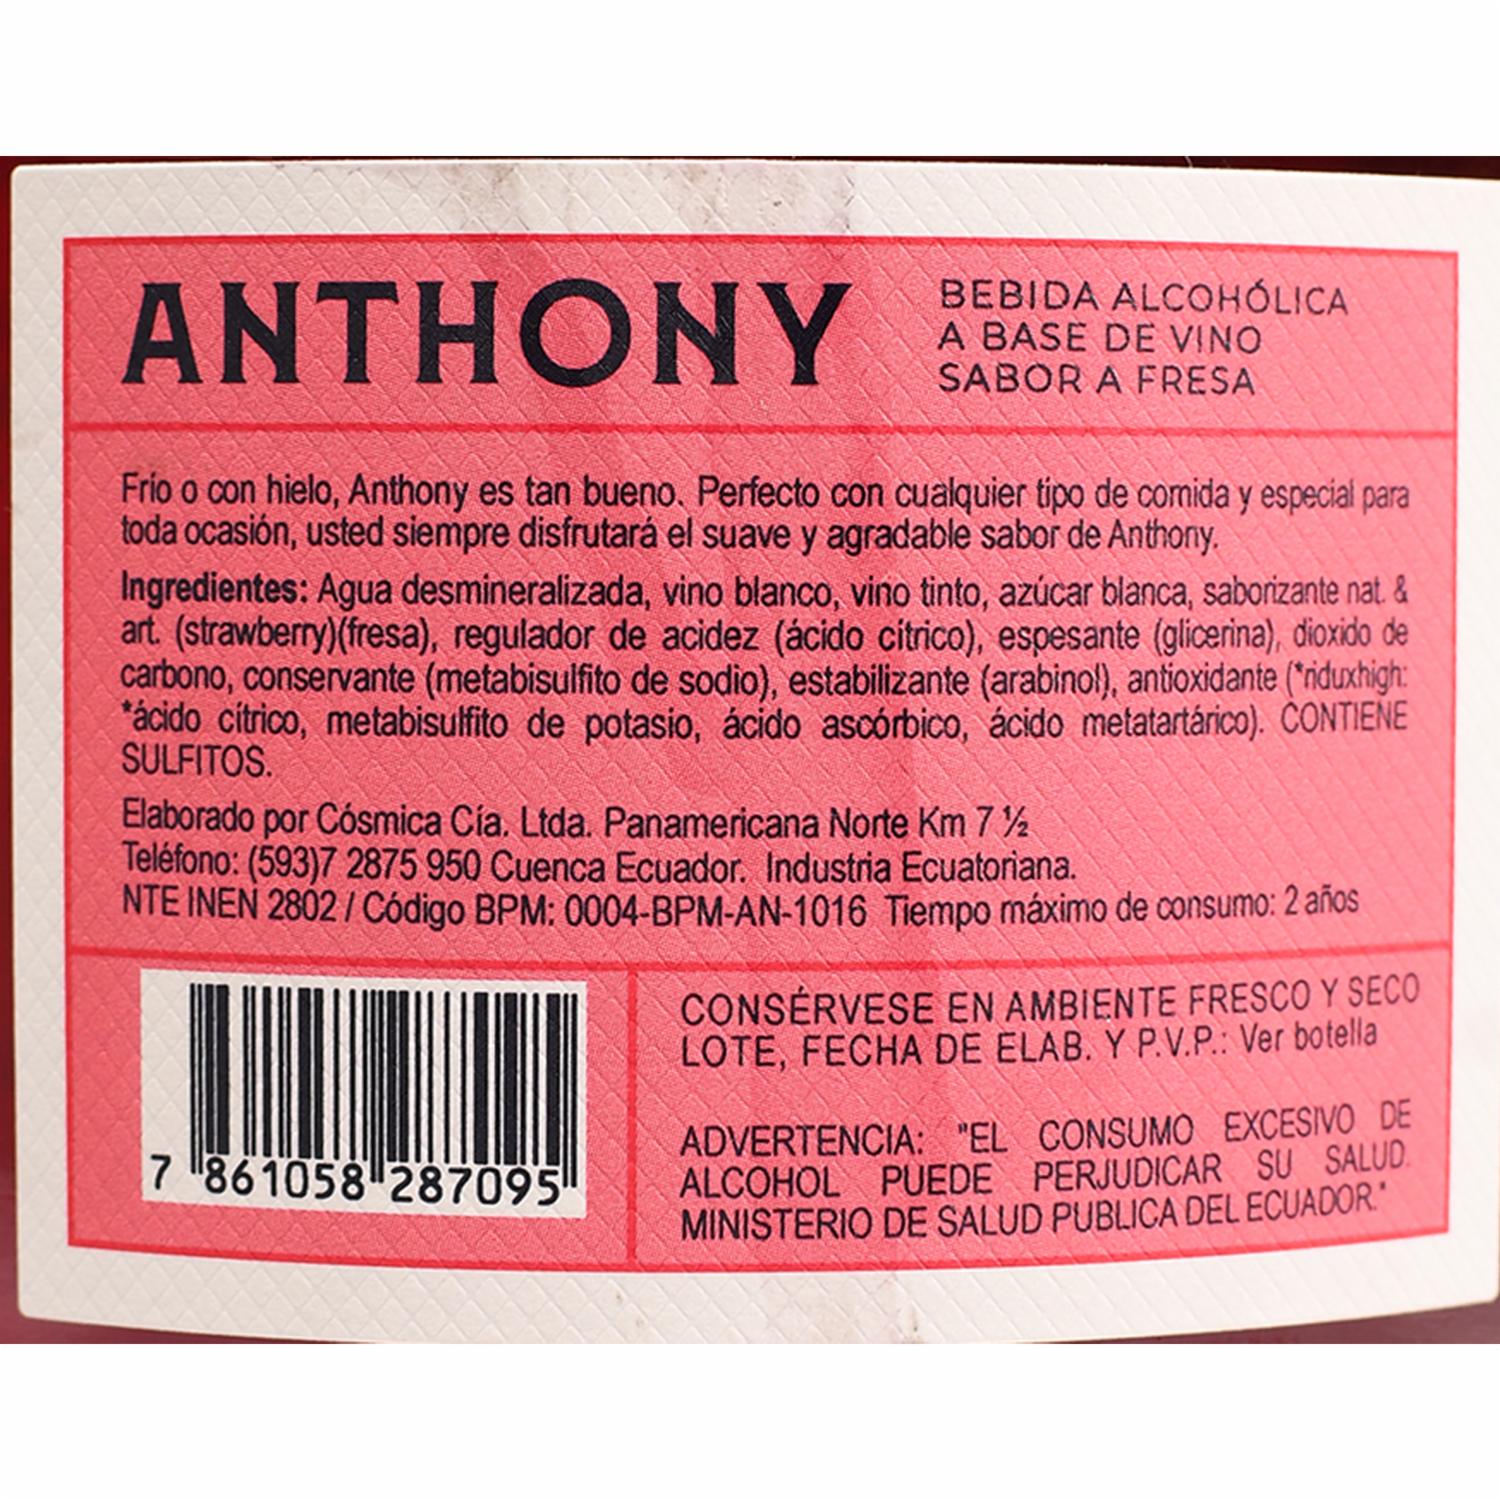 ANTHONY
BEBIDA ALCOHÓLICA
A BASE DE VINO
SABOR A FRESA
Frío o con hielo, Anthony es tan bueno. Perfecto con cualquier tipo de comida y especial para
toda ocasión, usted siempre disfrutará el suave y agradable sabor de Anthony.
Ingredientes: Agua desmineralizada, vino blanco, vino tinto, azúcar blanca, saborizante nat. &
art. (strawberry)(fresa), regulador de acidez (ácido cítrico), espesante (glicerina), dioxido de
carbono, conservante (metabisulfito de sodio), estabilizante (arabinol), antioxidante (*riduxhigh:
*ácido cítrico, metabisulfito de potasio, ácido ascórbico, ácido metatartárico). CONTIENE
SULFITOS.
Elaborado por Cósmica Cía. Ltda. Panamericana Norte Km 7 ½
Teléfono: (593)7 2875 950 Cuenca Ecuador. Industria Ecuatoriana.
NTE INEN 2802 / Código BPM: 0004-BPM-AN-1016 Tiempo máximo de consumo: 2 años
7 861058 287095
CONSÉRVESE EN AMBIENTE FRESCO Y SECO
LOTE, FECHA DE ELAB. Y P.V.P.: Ver botella
ADVERTENCIA: "EL CONSUMO EXCESIVO DE
ALCOHOL PUEDE PERJUDICAR SU SALUD.
MINISTERIO DE SALUD PUBLICA DEL ECUADOR."